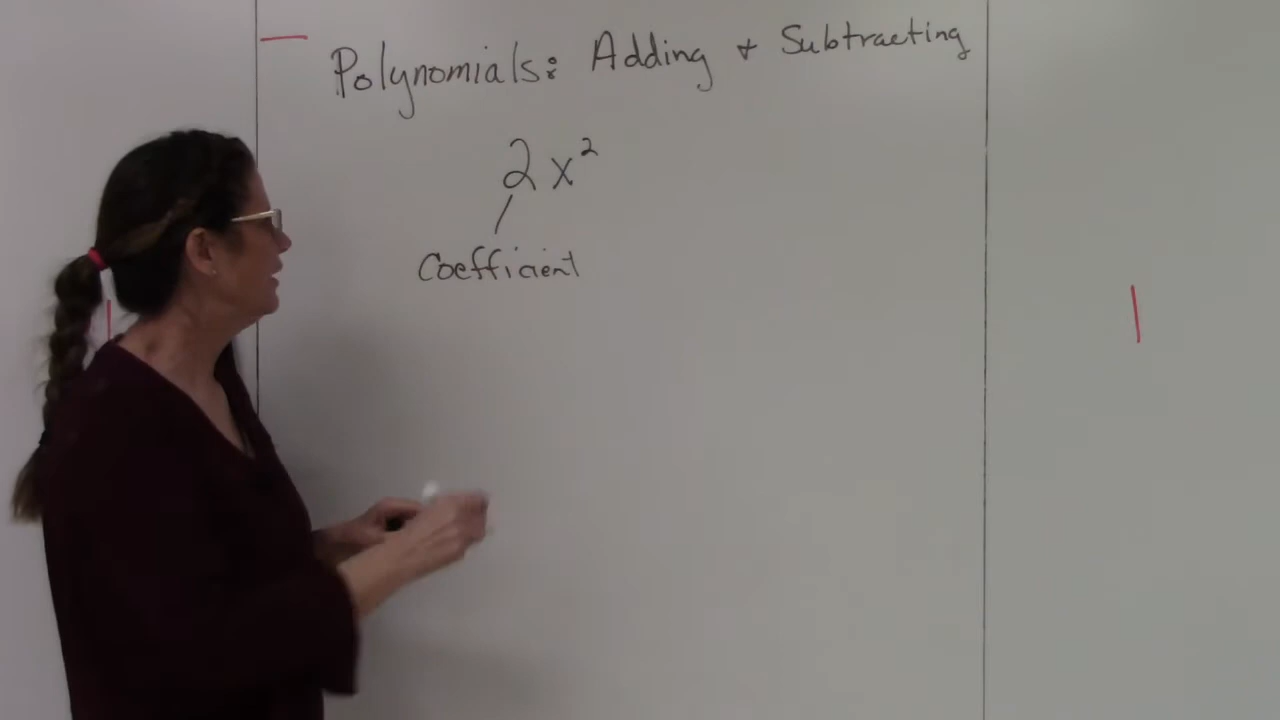 Polynomials: Adding + Subtracting
2x²
Coefficient